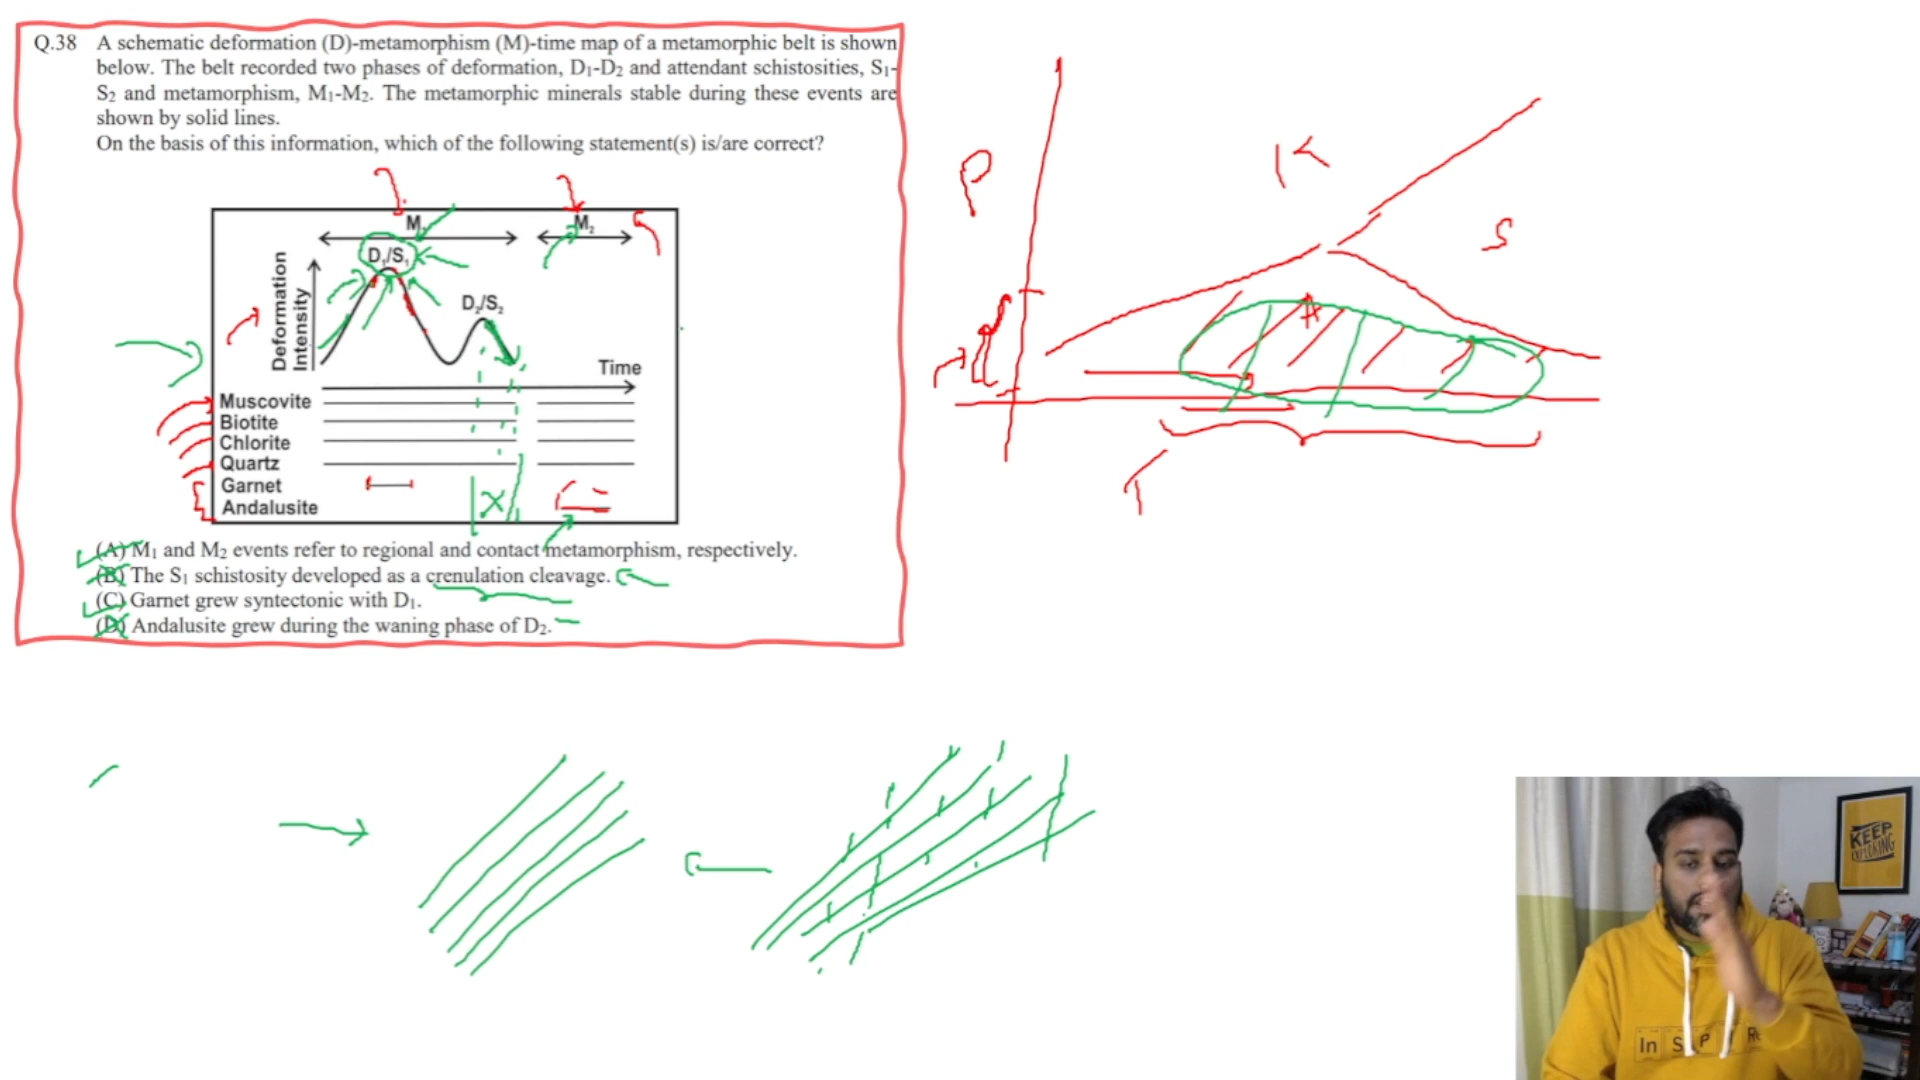 Q.38 A schematic deformation (D)-metamorphism (M)-time map of a metamorphic belt is shown
below. The belt recorded two phases of deformation, D₁-D₂ and attendant schistosities, S₁-
S₂ and metamorphism, M₁-M₂. The metamorphic minerals stable during these events are
shown by solid lines.
On the basis of this information, which of the following statement(s) is/are correct?
M₁
M₂
D₁/S₁
D₂/S₂
Deformation
Intensity
Time
Muscovite
Biotite
Chlorite
Quartz
Garnet
Andalusite
X
(A) M₁ and M₂ events refer to regional and contact metamorphism, respectively.
(B) The S₁ schistosity developed as a crenulation cleavage.
(C) Garnet grew syntectonic with D₁.
(D) Andalusite grew during the waning phase of D₂.
P
K
S
A
T
KEEP
EXPLORING
In S P I Re